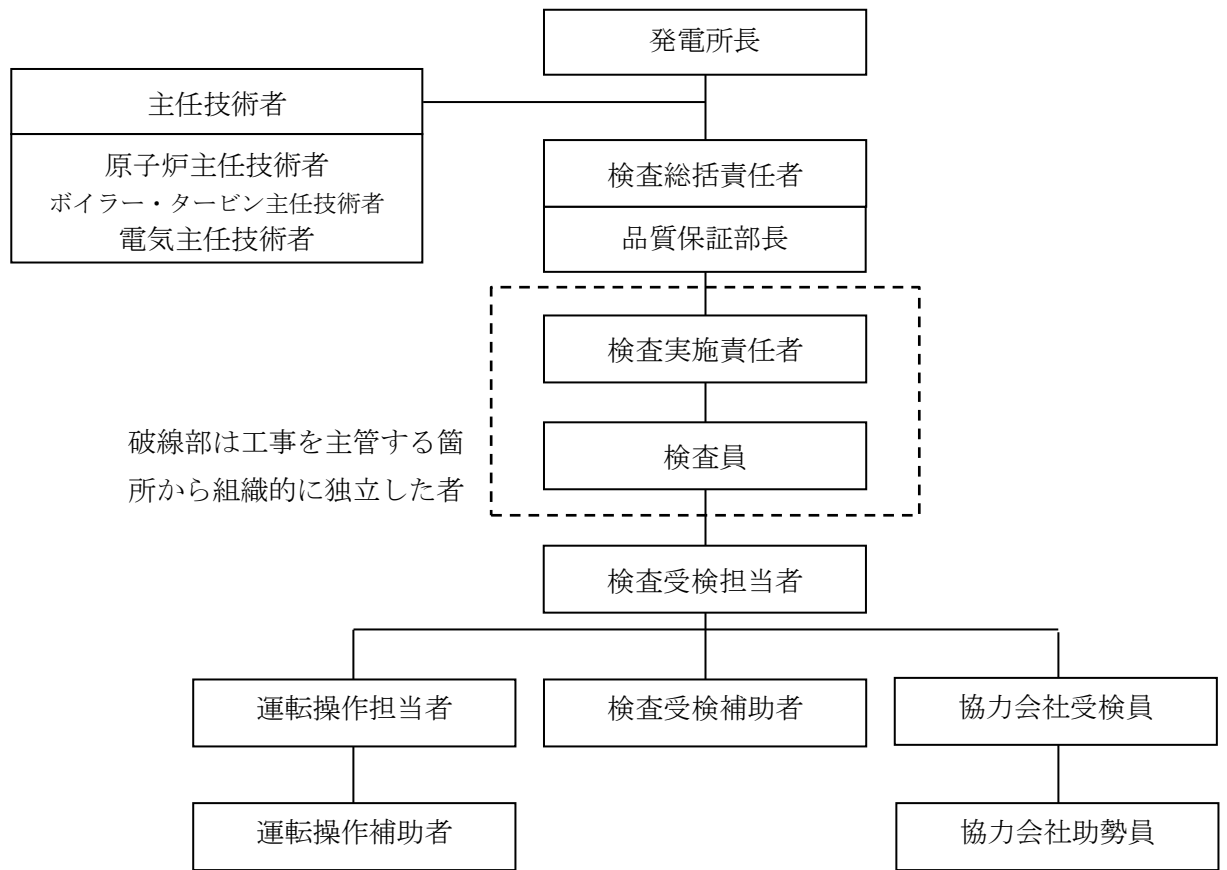 発電所長
主任技術者
原子炉主任技術者
ボイラー・タービン主任技術者
電気主任技術者
検査総括責任者
品質保証部長
検査実施責任者
破線部は工事を主管する箇
所から組織的に独立した者
検査員
検査受検担当者
運転操作担当者
検査受検補助者
協力会社受検員
運転操作補助者
協力会社助勢員